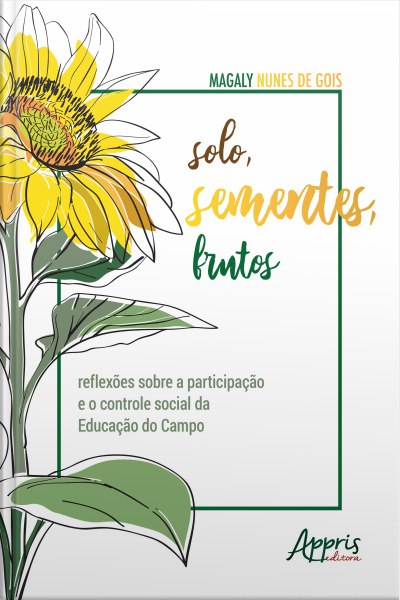 MAGALY NUNES DE GOIS
solo,
sementes,
frutos
reflexões sobre a participação
e o controle social da
Educação do Campo
Appris
editora